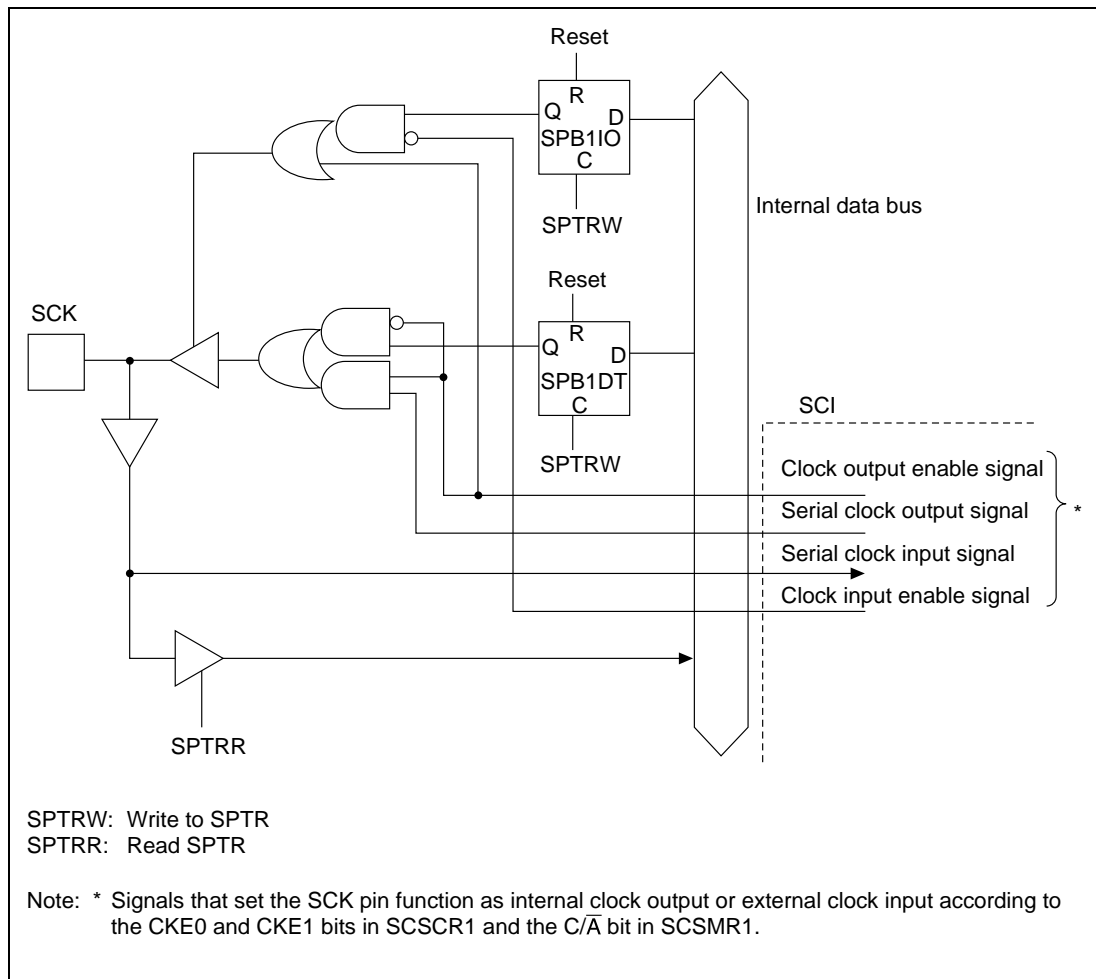 Reset
R
Q
D
SPB1IO
C
SPTRW
Internal data bus
Reset
SCK
R
Q
D
SPB1DT
C
SCI
SPTRW
Clock output enable signal
Serial clock output signal
*
Serial clock input signal
Clock input enable signal
SPTRR
SPTRW: Write to SPTR
SPTRR: Read SPTR
Note: * Signals that set the SCK pin function as internal clock output or external clock input according to
the CKE0 and CKE1 bits in SCSCR1 and the C/A̅ bit in SCSMR1.